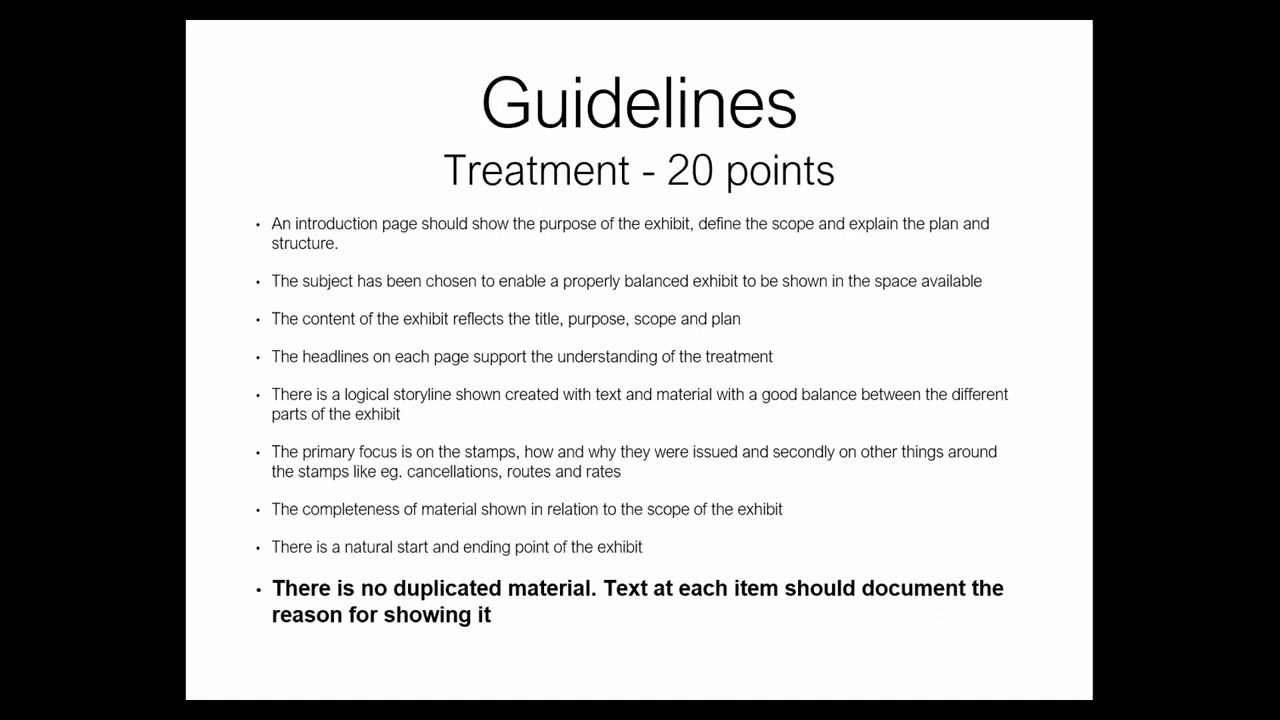 Guidelines
Treatment - 20 points
• An introduction page should show the purpose of the exhibit, define the scope and explain the plan and
structure.
• The subject has been chosen to enable a properly balanced exhibit to be shown in the space available
• The content of the exhibit reflects the title, purpose, scope and plan
• The headlines on each page support the understanding of the treatment
• There is a logical storyline shown created with text and material with a good balance between the different
parts of the exhibit
• The primary focus is on the stamps, how and why they were issued and secondly on other things around
the stamps like eg. cancellations, routes and rates
• The completeness of material shown in relation to the scope of the exhibit
• There is a natural start and ending point of the exhibit
• There is no duplicated material. Text at each item should document the
reason for showing it